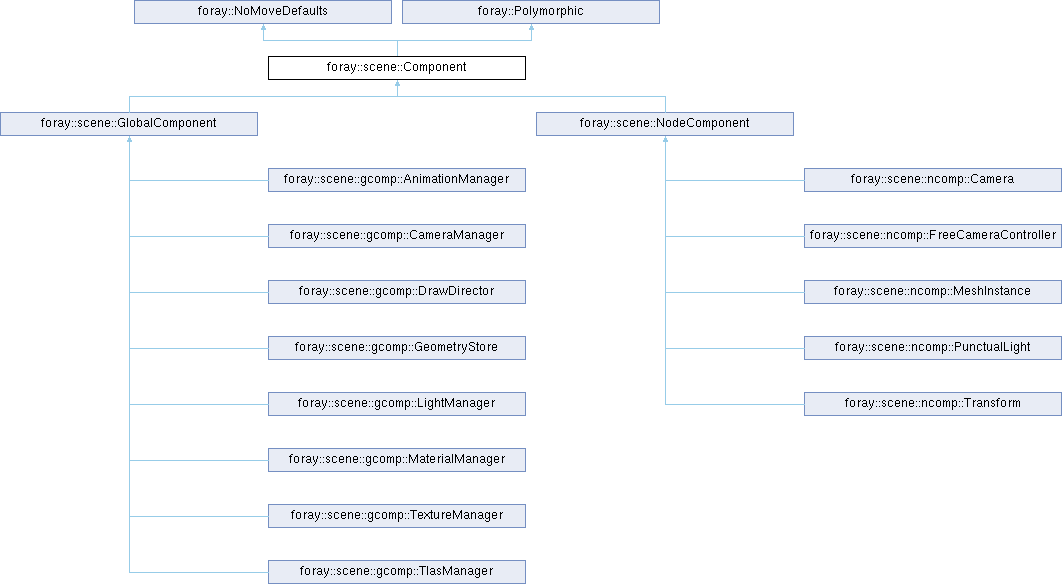 foray::NoMoveDefaults
foray::Polymorphic
foray::scene::Component
foray::scene::GlobalComponent
foray::scene::NodeComponent
foray::scene::gcomp::AnimationManager
foray::scene::ncomp::Camera
foray::scene::gcomp::CameraManager
foray::scene::ncomp::FreeCameraController
foray::scene::gcomp::DrawDirector
foray::scene::ncomp::MeshInstance
foray::scene::gcomp::GeometryStore
foray::scene::ncomp::PunctualLight
foray::scene::gcomp::LightManager
foray::scene::ncomp::Transform
foray::scene::gcomp::MaterialManager
foray::scene::gcomp::TextureManager
foray::scene::gcomp::TlasManager